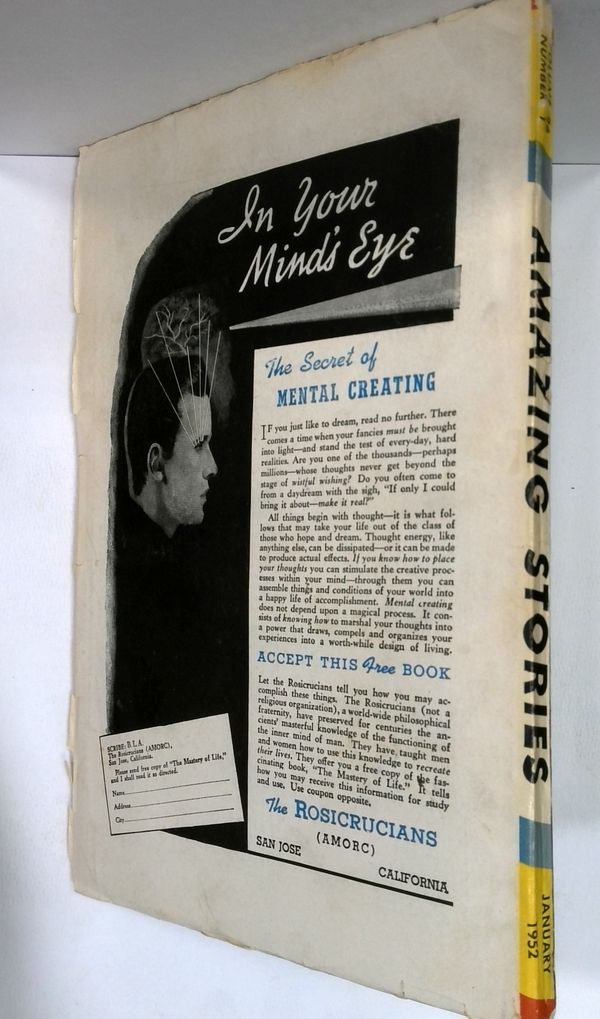 In Your
Mind's Eye
The Secret of
MENTAL CREATING
IF you just like to dream, read no further. There
comes a time when your fancies must be brought
into light—and stand the test of every-day, hard
realities. Are you one of the thousands—perhaps
millions—whose thoughts never get beyond the
stage of wistful wishing? Do you often come to
from a daydream with the sigh, "If only I could
bring it about—make it real?"
All things begin with thought—it is what fol-
lows that may take your life out of the class of
those who hope and dream. Thought energy, like
anything else, can be dissipated—or it can be made
to produce actual effects. If you know how to place
your thoughts you can stimulate the creative proc-
esses within your mind—through them you can
assemble things and conditions of your world into
a happy life of accomplishment. Mental creating
does not depend upon a magical process. It con-
sists of knowing how to marshal your thoughts into
a power that draws, compels and organizes your
experiences into a worth-while design of living.
ACCEPT THIS Free BOOK
Let the Rosicrucians tell you how you may ac-
complish these things. The Rosicrucians (not a
religious organization), a world-wide philosophical
fraternity, have preserved for centuries the an-
cients' masterful knowledge of the functioning of
the inner mind of man. They have taught men
and women how to use this knowledge to recreate
their lives. They offer you a free copy of the fas-
cinating book, "The Mastery of Life." It tells
how you may receive this information for study
and use. Use coupon opposite.
The ROSICRUCIANS
(AMORC)
SAN JOSE
CALIFORNIA
SCRIBE: B.L.A.
The Rosicrucians (AMORC),
San Jose, California.
Please send free copy of "The Mastery of Life,"
and I shall read it as directed.
Name
Address
City
NUMBER 1
AMAZING STORIES
JANUARY
1952